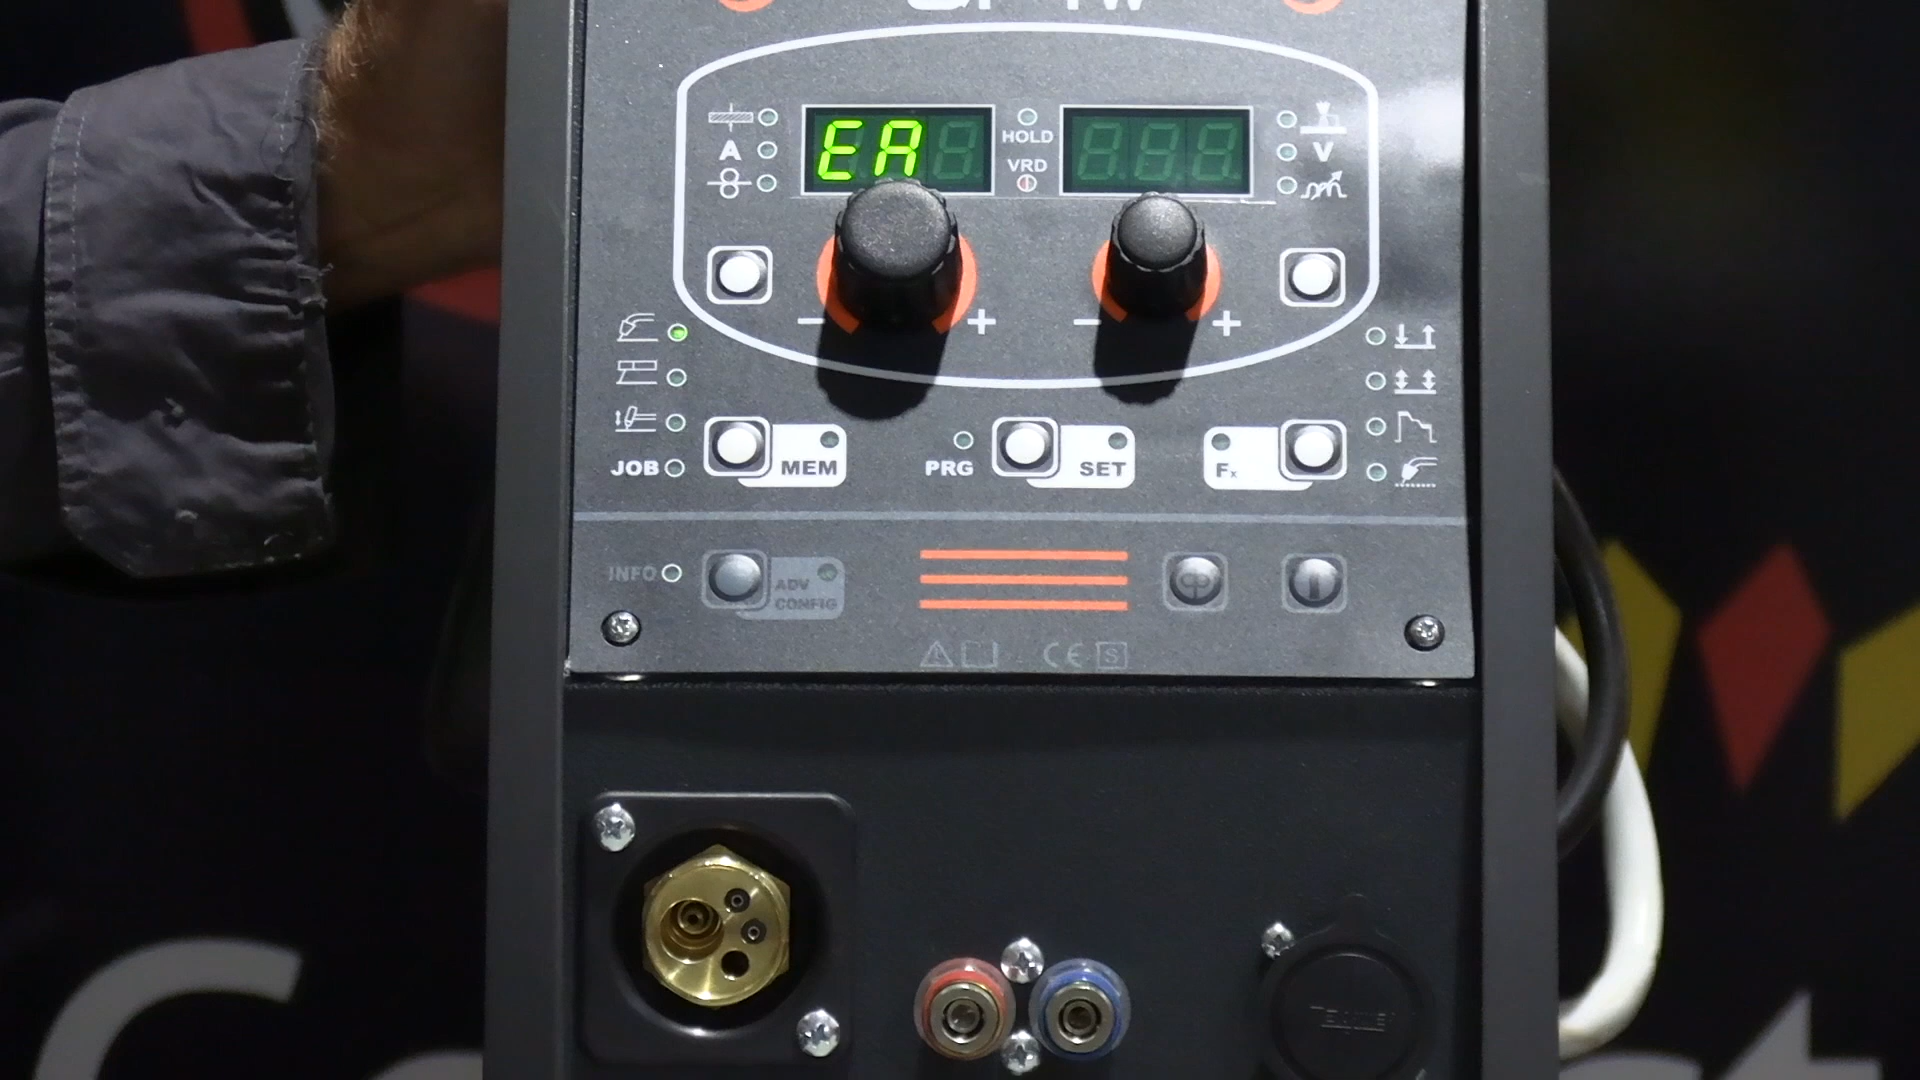 A
EA
HOLD
VRD
V
- +
- +
JOB
MEM
PRG
SET
Fx
INFO
ADV
CONFIG
CE S